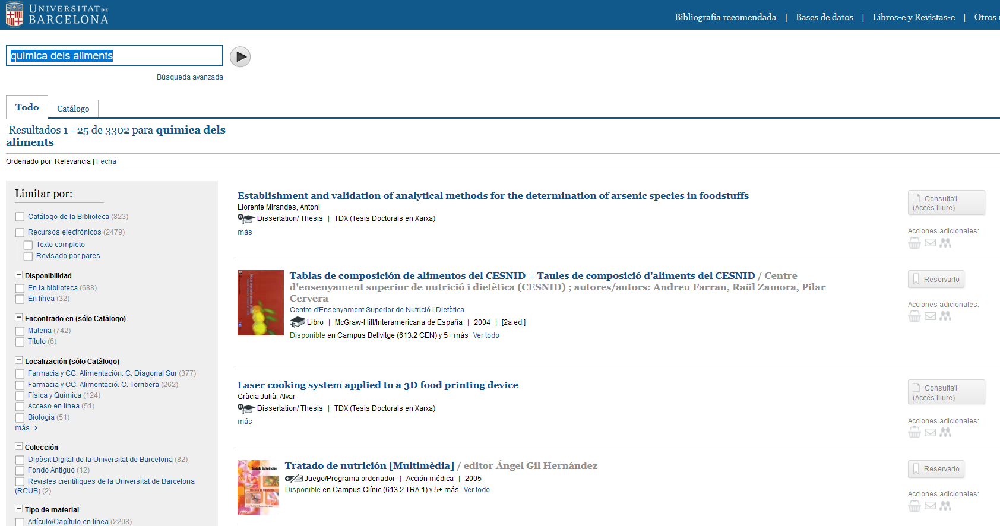 UNIVERSITAT DE
BARCELONA
Bibliografía recomendada | Bases de datos | Libros-e y Revistas-e | Otros
quimica dels aliments
Búsqueda avanzada
Todo
Catálogo
Resultados 1 - 25 de 3302 para quimica dels
aliments
Ordenado por Relevancia | Fecha
Limitar por:
Catálogo de la Biblioteca (823)
Recursos electrónicos (2479)
Texto completo
Revisado por pares
Disponibilidad
En la biblioteca (688)
En línea (32)
Encontrado en (sólo Catálogo)
Materia (742)
Título (6)
Localización (sólo Catálogo)
Farmacia y CC. Alimentación. C. Diagonal Sur (377)
Farmacia y CC. Alimentació. C. Torribera (262)
Física y Química (124)
Acceso en línea (51)
Biología (51)
más >
Colección
Dipòsit Digital de la Universitat de Barcelona (82)
Fondo Antiguo (12)
Revistes científiques de la Universitat de Barcelona
(RCUB) (2)
Tipo de material
Artículo/Capítulo en línea (2208)
Establishment and validation of analytical methods for the determination of arsenic species in foodstuffs
Llorente Mirandes, Antoni
Dissertation/ Thesis | TDX (Tesis Doctorals en Xarxa)
más
Consulta'l
(Accés lliure)
Acciones adicionales:
Tablas de composición de alimentos del CESNID = Taules de composició d'aliments del CESNID / Centre
d'ensenyament superior de nutrició i dietètica (CESNID) ; autores/autors: Andreu Farran, Raül Zamora, Pilar
Cervera
Centre d'Ensenyament Superior de Nutrició i Dietètica
Libro | McGraw-Hill/Interamericana de España | 2004 | [2a ed.]
Disponible en Campus Bellvitge (613.2 CEN) y 5+ más Ver todo
Reservarlo
Acciones adicionales:
Laser cooking system applied to a 3D food printing device
Gràcia Julià, Alvar
Dissertation/ Thesis | TDX (Tesis Doctorals en Xarxa)
más
Consulta'l
(Accés lliure)
Acciones adicionales:
Tratado de Nutrición
Tratado de Nutrición
Tratado de nutrición [Multimèdia] / editor Ángel Gil Hernández
Juego/Programa ordenador | Acción médica | 2005
Disponible en Campus Clínic (613.2 TRA 1) y 5+ más Ver todo
Reservarlo
Acciones adicionales: